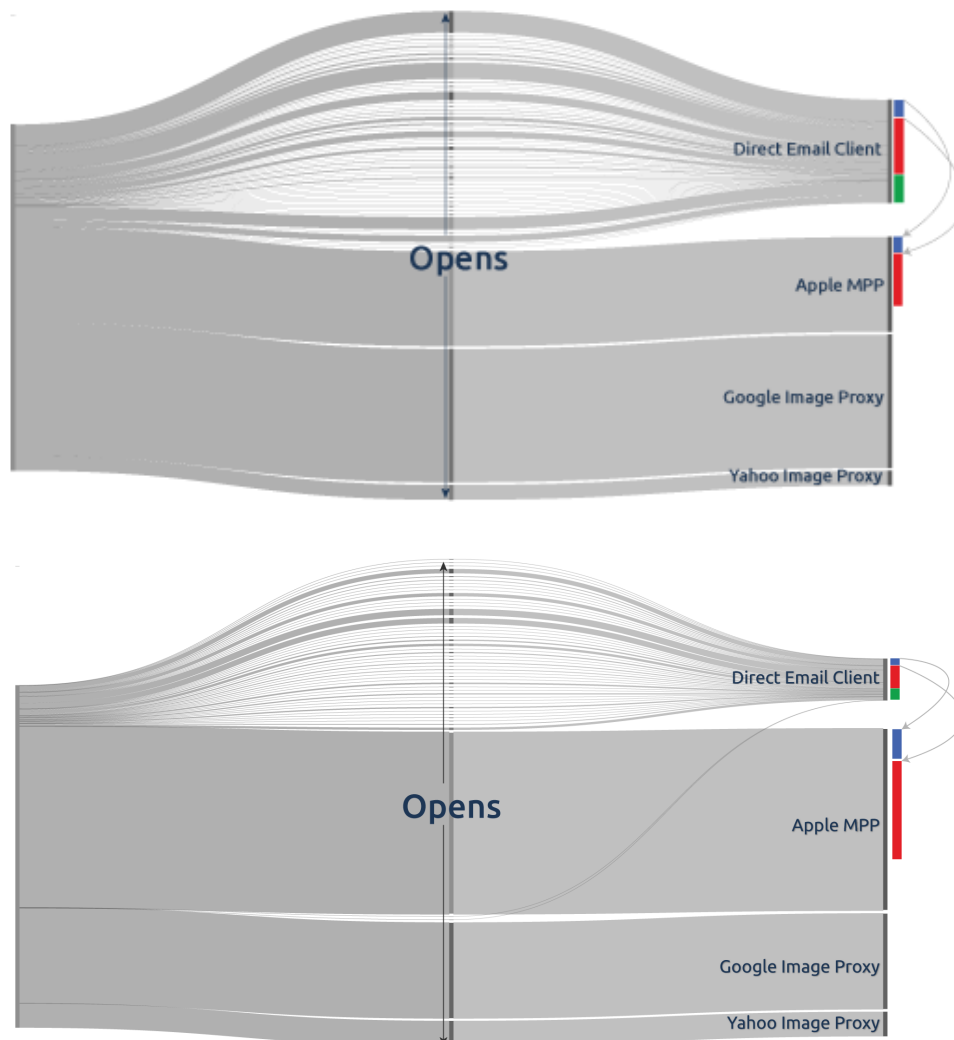 Direct Email Client
Opens
Apple MPP
Google Image Proxy
Yahoo Image Proxy
Direct Email Client
Opens
Apple MPP
Google Image Proxy
Yahoo Image Proxy